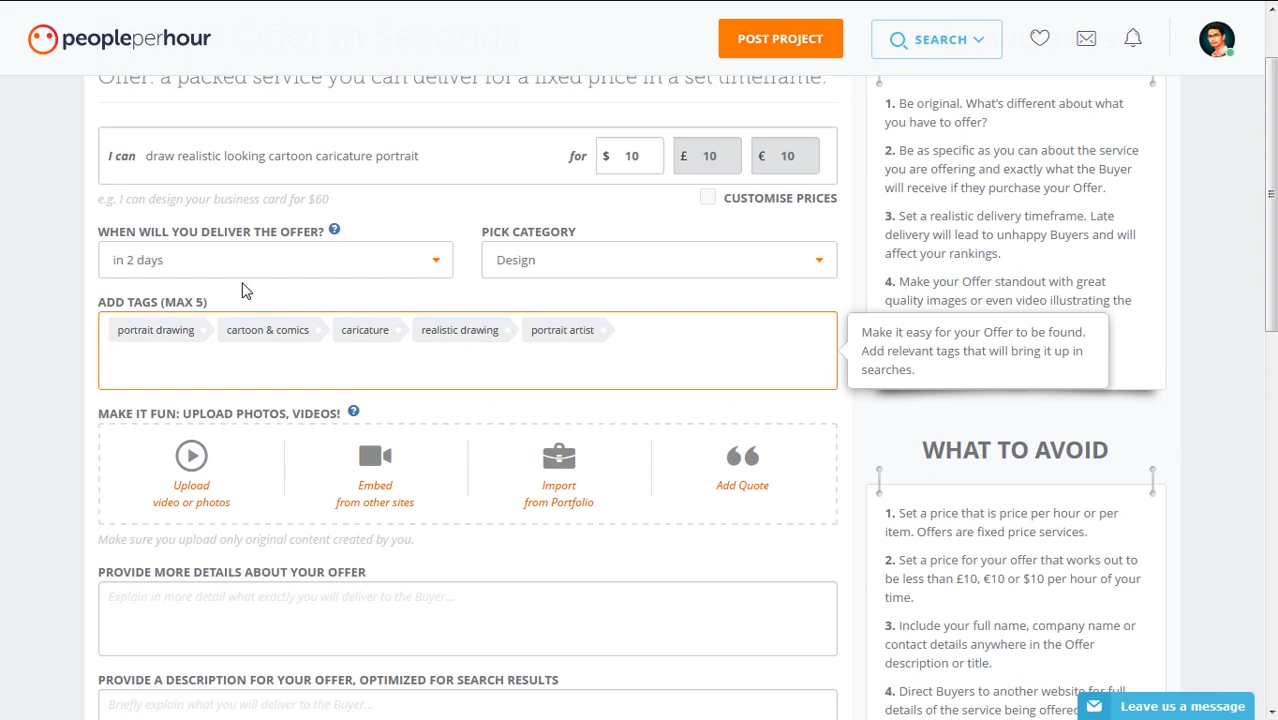 peopleperhour
POST PROJECT
SEARCH
Offer: a packed service you can deliver for a fixed price in a set timeframe.
I can draw realistic looking cartoon caricature portrait for $ 10 £ 10 € 10
e.g. I can design your business card for $60
CUSTOMISE PRICES
WHEN WILL YOU DELIVER THE OFFER? ?
PICK CATEGORY
in 2 days
Design
ADD TAGS (MAX 5)
portrait drawing cartoon & comics caricature realistic drawing portrait artist
Make it easy for your Offer to be found.
Add relevant tags that will bring it up in
searches.
MAKE IT FUN: UPLOAD PHOTOS, VIDEOS! ?
Upload
video or photos
Embed
from other sites
Import
from Portfolio
Add Quote
Make sure you upload only original content created by you.
PROVIDE MORE DETAILS ABOUT YOUR OFFER
Explain in more detail what exactly you will deliver to the Buyer...
PROVIDE A DESCRIPTION FOR YOUR OFFER, OPTIMIZED FOR SEARCH RESULTS
Briefly explain what you will deliver to the Buyer...
1. Be original. What's different about what
you have to offer?
2. Be as specific as you can about the service
you are offering and exactly what the Buyer
will receive if they purchase your Offer.
3. Set a realistic delivery timeframe. Late
delivery will lead to unhappy Buyers and will
affect your rankings.
4. Make your Offer standout with great
quality images or even video illustrating the
WHAT TO AVOID
1. Set a price that is price per hour or per
item. Offers are fixed price services.
2. Set a price for your offer that works out to
be less than £10, €10 or $10 per hour of your
time.
3. Include your full name, company name or
contact details anywhere in the Offer
description or title.
4. Direct Buyers to another website for full
details of the service being offered
Leave us a message